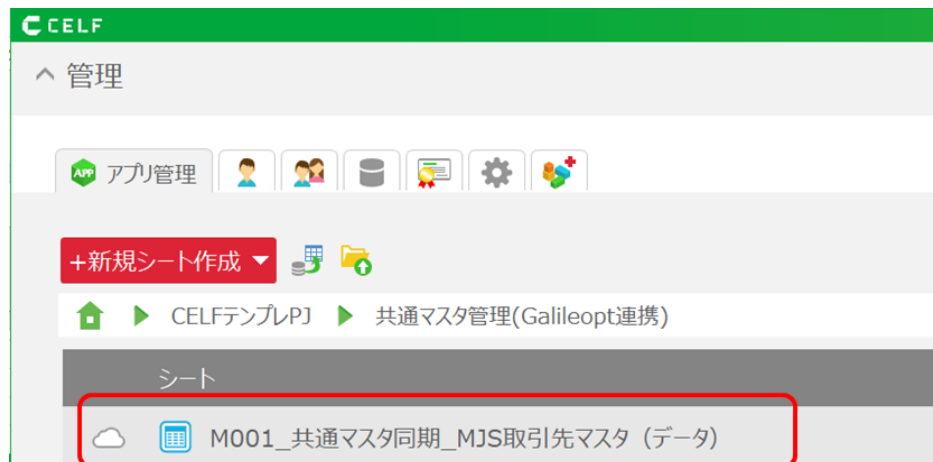 CELF
管理
APP アプリ管理
+新規シート作成
CELFテンプレPJ 共通マスタ管理(Galileopt連携)
シート
M001_共通マスタ同期_MJS取引先マスタ（データ）